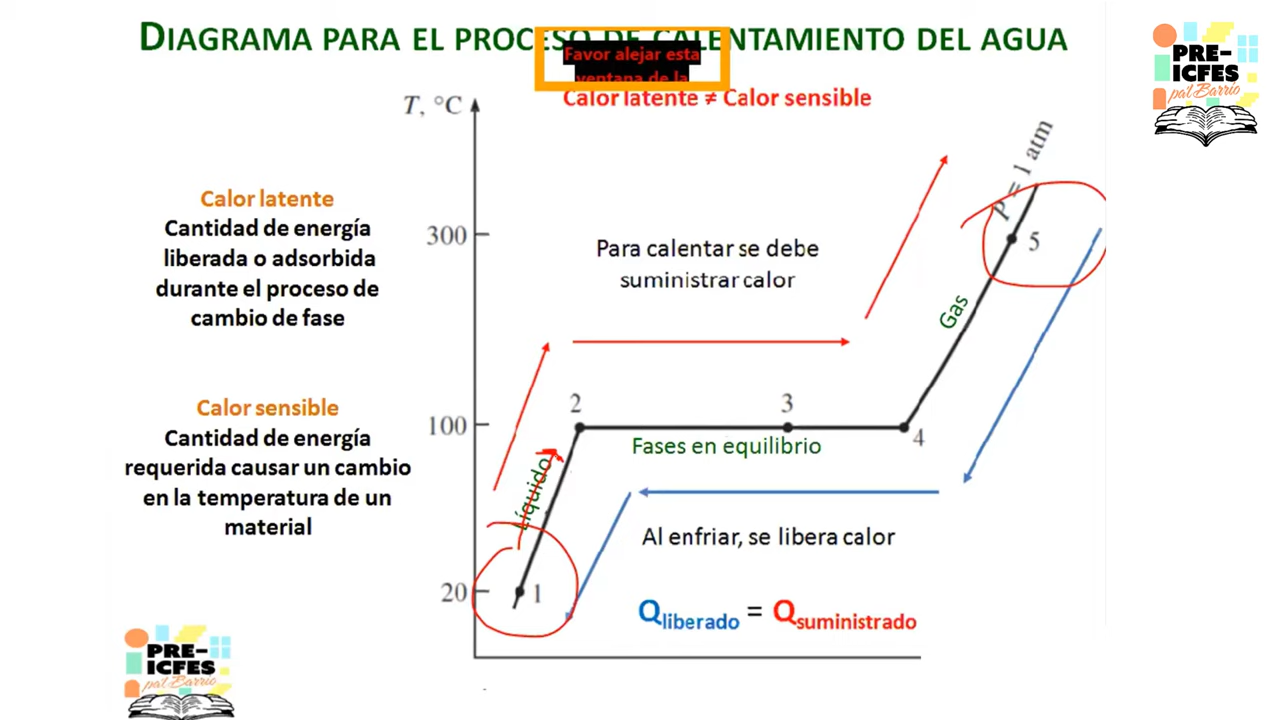 DIAGRAMA PARA EL PROCESO DE CALENTAMIENTO DEL AGUA
Favor alejar esta
ventana de la
Calor latente ≠ Calor sensible
PRE-
ICFES
pal Barrio
T, °C
P = 1 atm
Calor latente
Cantidad de energía
liberada o adsorbida
durante el proceso de
cambio de fase
300
Para calentar se debe
suministrar calor
5
Gas
Calor sensible
Cantidad de energía
requerida causar un cambio
en la temperatura de un
material
2
3
100
4
Fases en equilibrio
Líquido
Al enfriar, se libera calor
20
1
Qliberado = Qsuministrado
PRE-
ICFES
pal Barrio